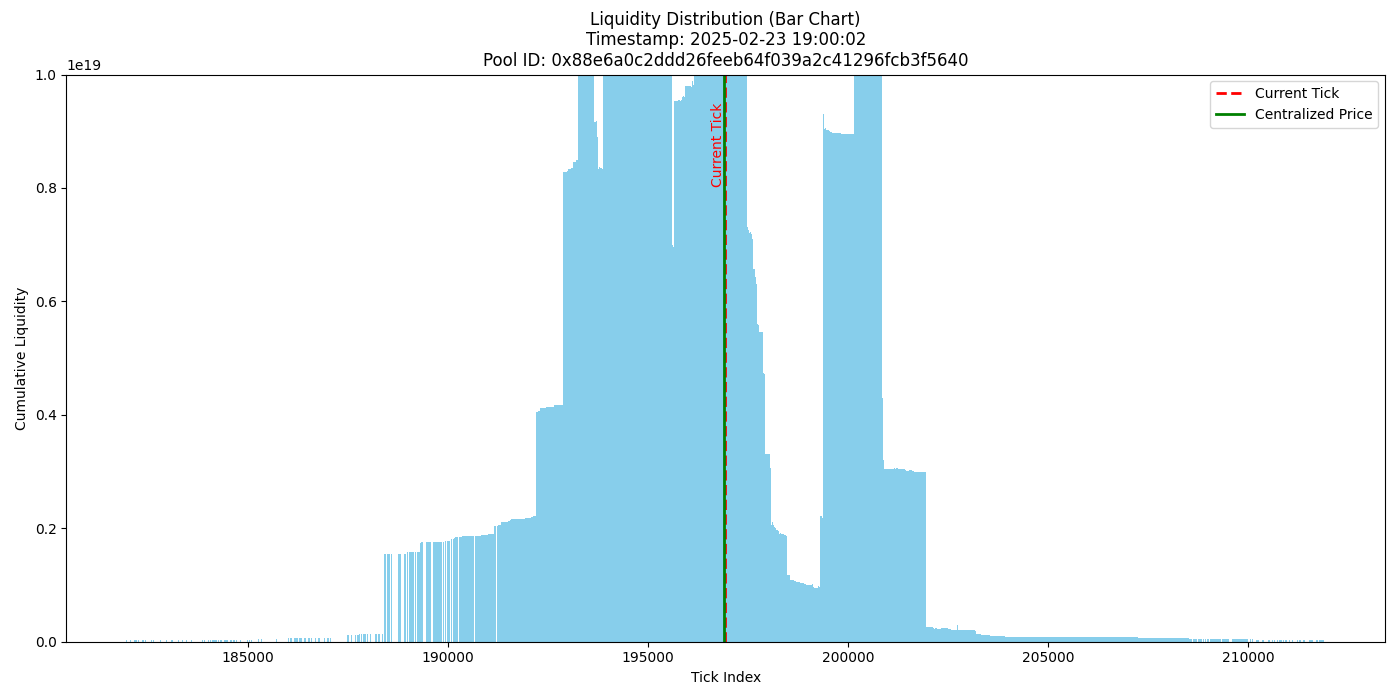 Liquidity Distribution (Bar Chart)
Timestamp: 2025-02-23 19:00:02
Pool ID: 0x88e6a0c2ddd26feeb64f039a2c41296fcb3f5640
1e19
1.0
0.8
0.6
0.4
0.2
0.0
Cumulative Liquidity
Current Tick
Current Tick
Centralized Price
185000
190000
195000
200000
205000
210000
Tick Index